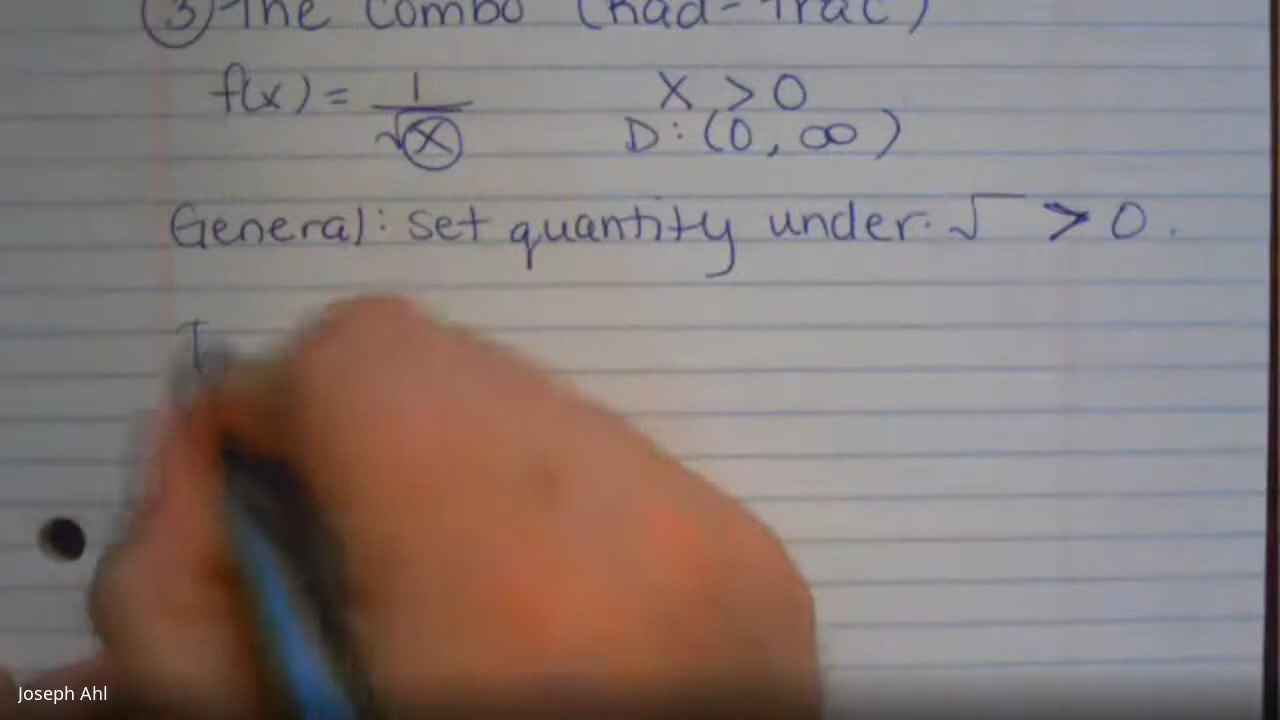 ③ The Combo (Rad-Frac)
f(x) = 1/√x x > 0
D: (0, ∞)
General: set quantity under √ > 0.
Joseph Ahl